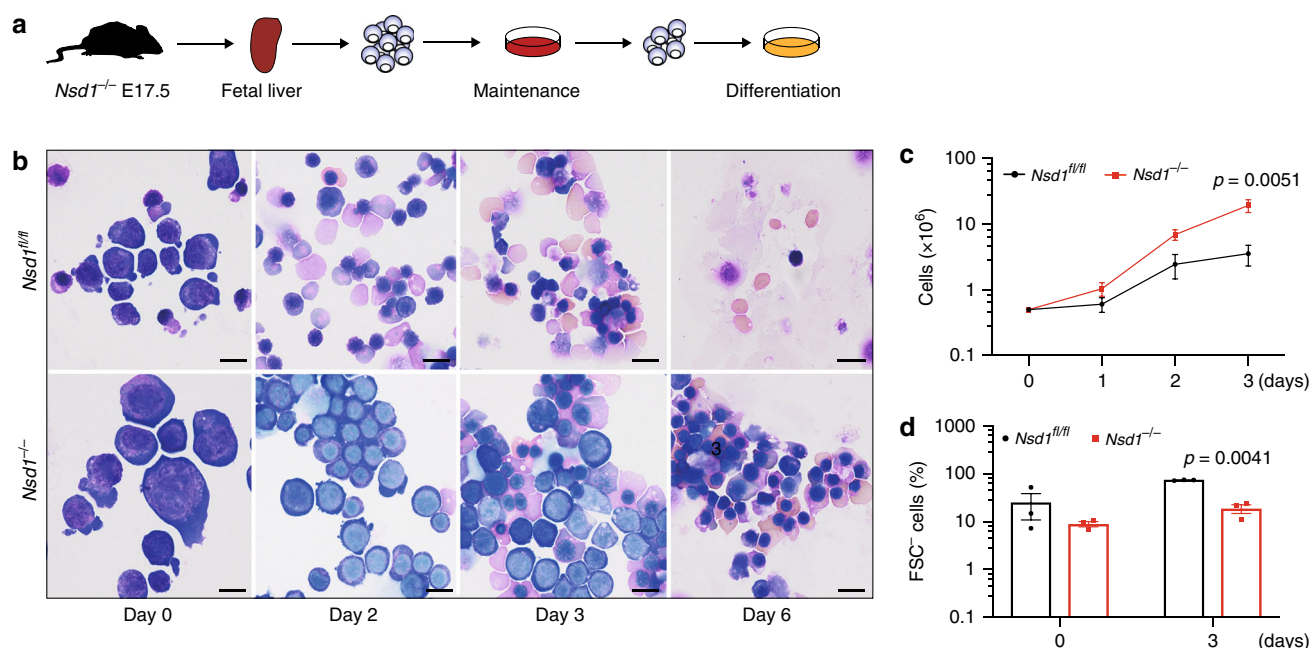 a
Nsd1–/– E17.5
Fetal liver
Maintenance
Differentiation
b
Nsd1fl/fl
Nsd1–/–
3
Day 0
Day 2
Day 3
Day 6
c
Nsd1fl/fl
Nsd1–/–
p = 0.0051
Cells (×10⁶)
100
10
1
0.1
0 1 2 3 (days)
d
Nsd1fl/fl
Nsd1–/–
p = 0.0041
FSC– cells (%)
1000
100
10
1
0.1
0 3 (days)